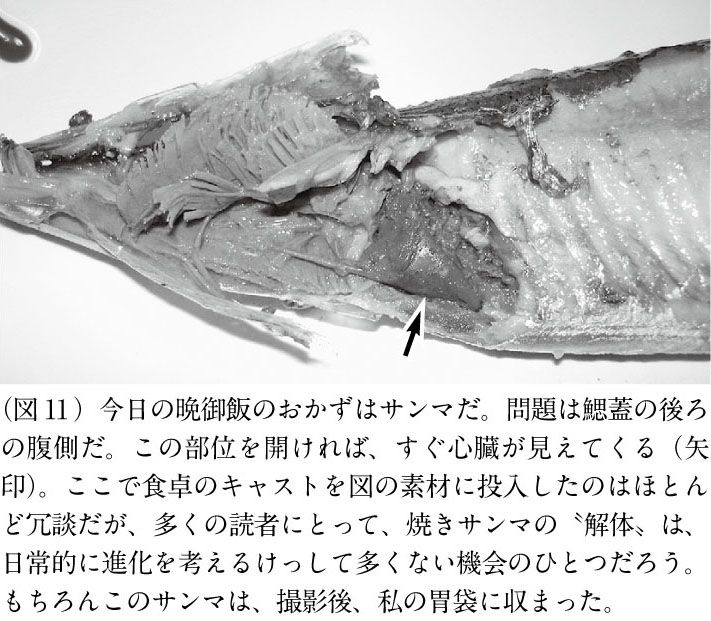 (図11）今日の晩御飯のおかずはサンマだ。問題は鰓蓋の後ろ
の腹側だ。この部位を開ければ、すぐ心臓が見えてくる（矢
印）。ここで食卓のキャストを図の素材に投入したのはほとん
ど冗談だが、多くの読者にとって、焼きサンマの〝解体〟は、
日常的に進化を考えるけっして多くない機会のひとつだろう。
もちろんこのサンマは、撮影後、私の胃袋に収まった。